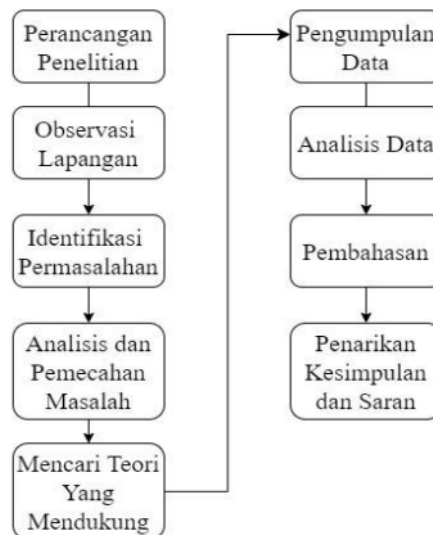 Perancangan
Penelitian
Observasi
Lapangan
Identifikasi
Permasalahan
Analisis dan
Pemecahan
Masalah
Mencari Teori
Yang
Mendukung
Pengumpulan
Data
Analisis Data
Pembahasan
Penarikan
Kesimpulan
dan Saran